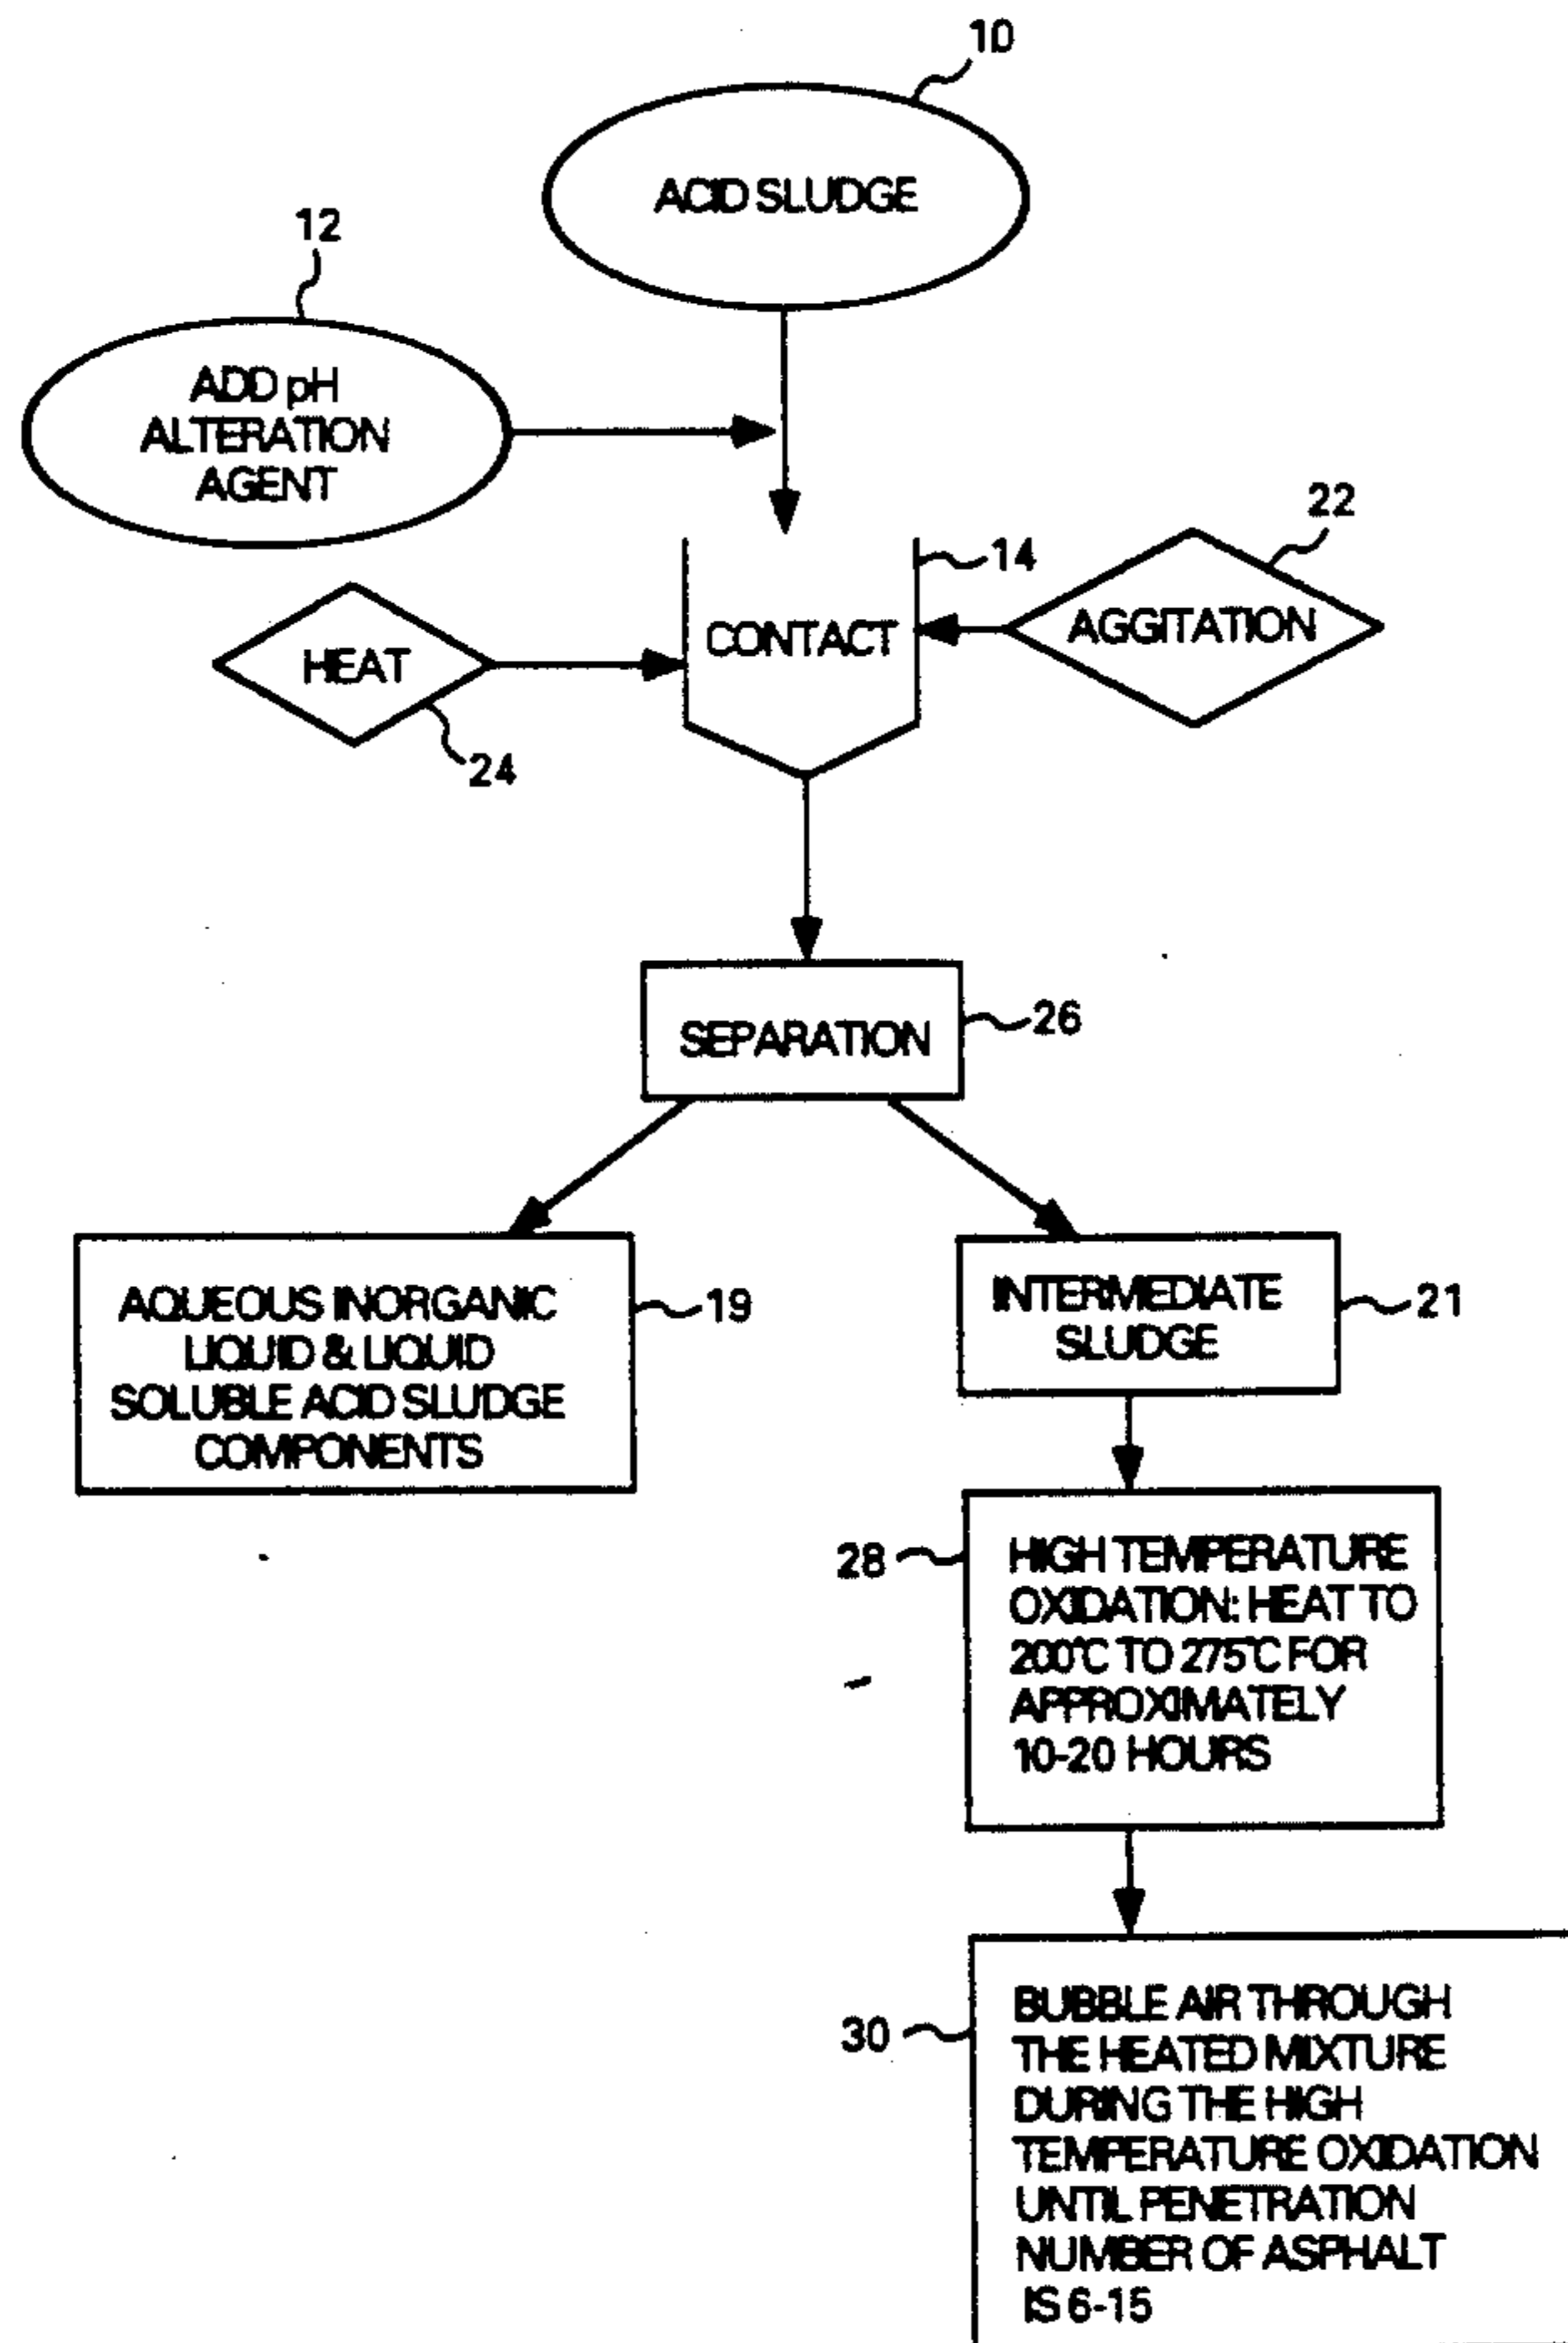 10
ACID SLUDGE
12
ADD pH
ALTERATION
AGENT
22
14
AGGITATION
CONTACT
HEAT
24
SEPARATION
26
AQUEOUS INORGANIC
LIQUID & LIQUID
SOLUBLE ACID SLUDGE
COMPONENTS
19
INTERMEDIATE
SLUDGE
21
28
HIGH TEMPERATURE
OXIDATION: HEAT TO
200°C TO 275°C FOR
APPROXIMATELY
10-20 HOURS
30
BUBBLE AIR THROUGH
THE HEATED MIXTURE
DURING THE HIGH
TEMPERATURE OXIDATION
UNTIL PENETRATION
NUMBER OF ASPHALT
IS 6-15